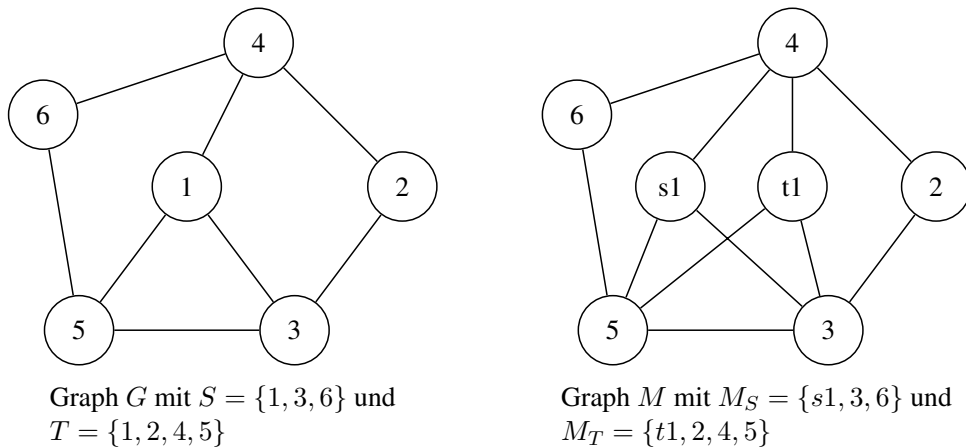 4
6
1
2
5
3
Graph G mit S = {1, 3, 6} und
T = {1, 2, 4, 5}
4
6
s1
t1
2
5
3
Graph M mit M_S = {s1, 3, 6} und
M_T = {t1, 2, 4, 5}